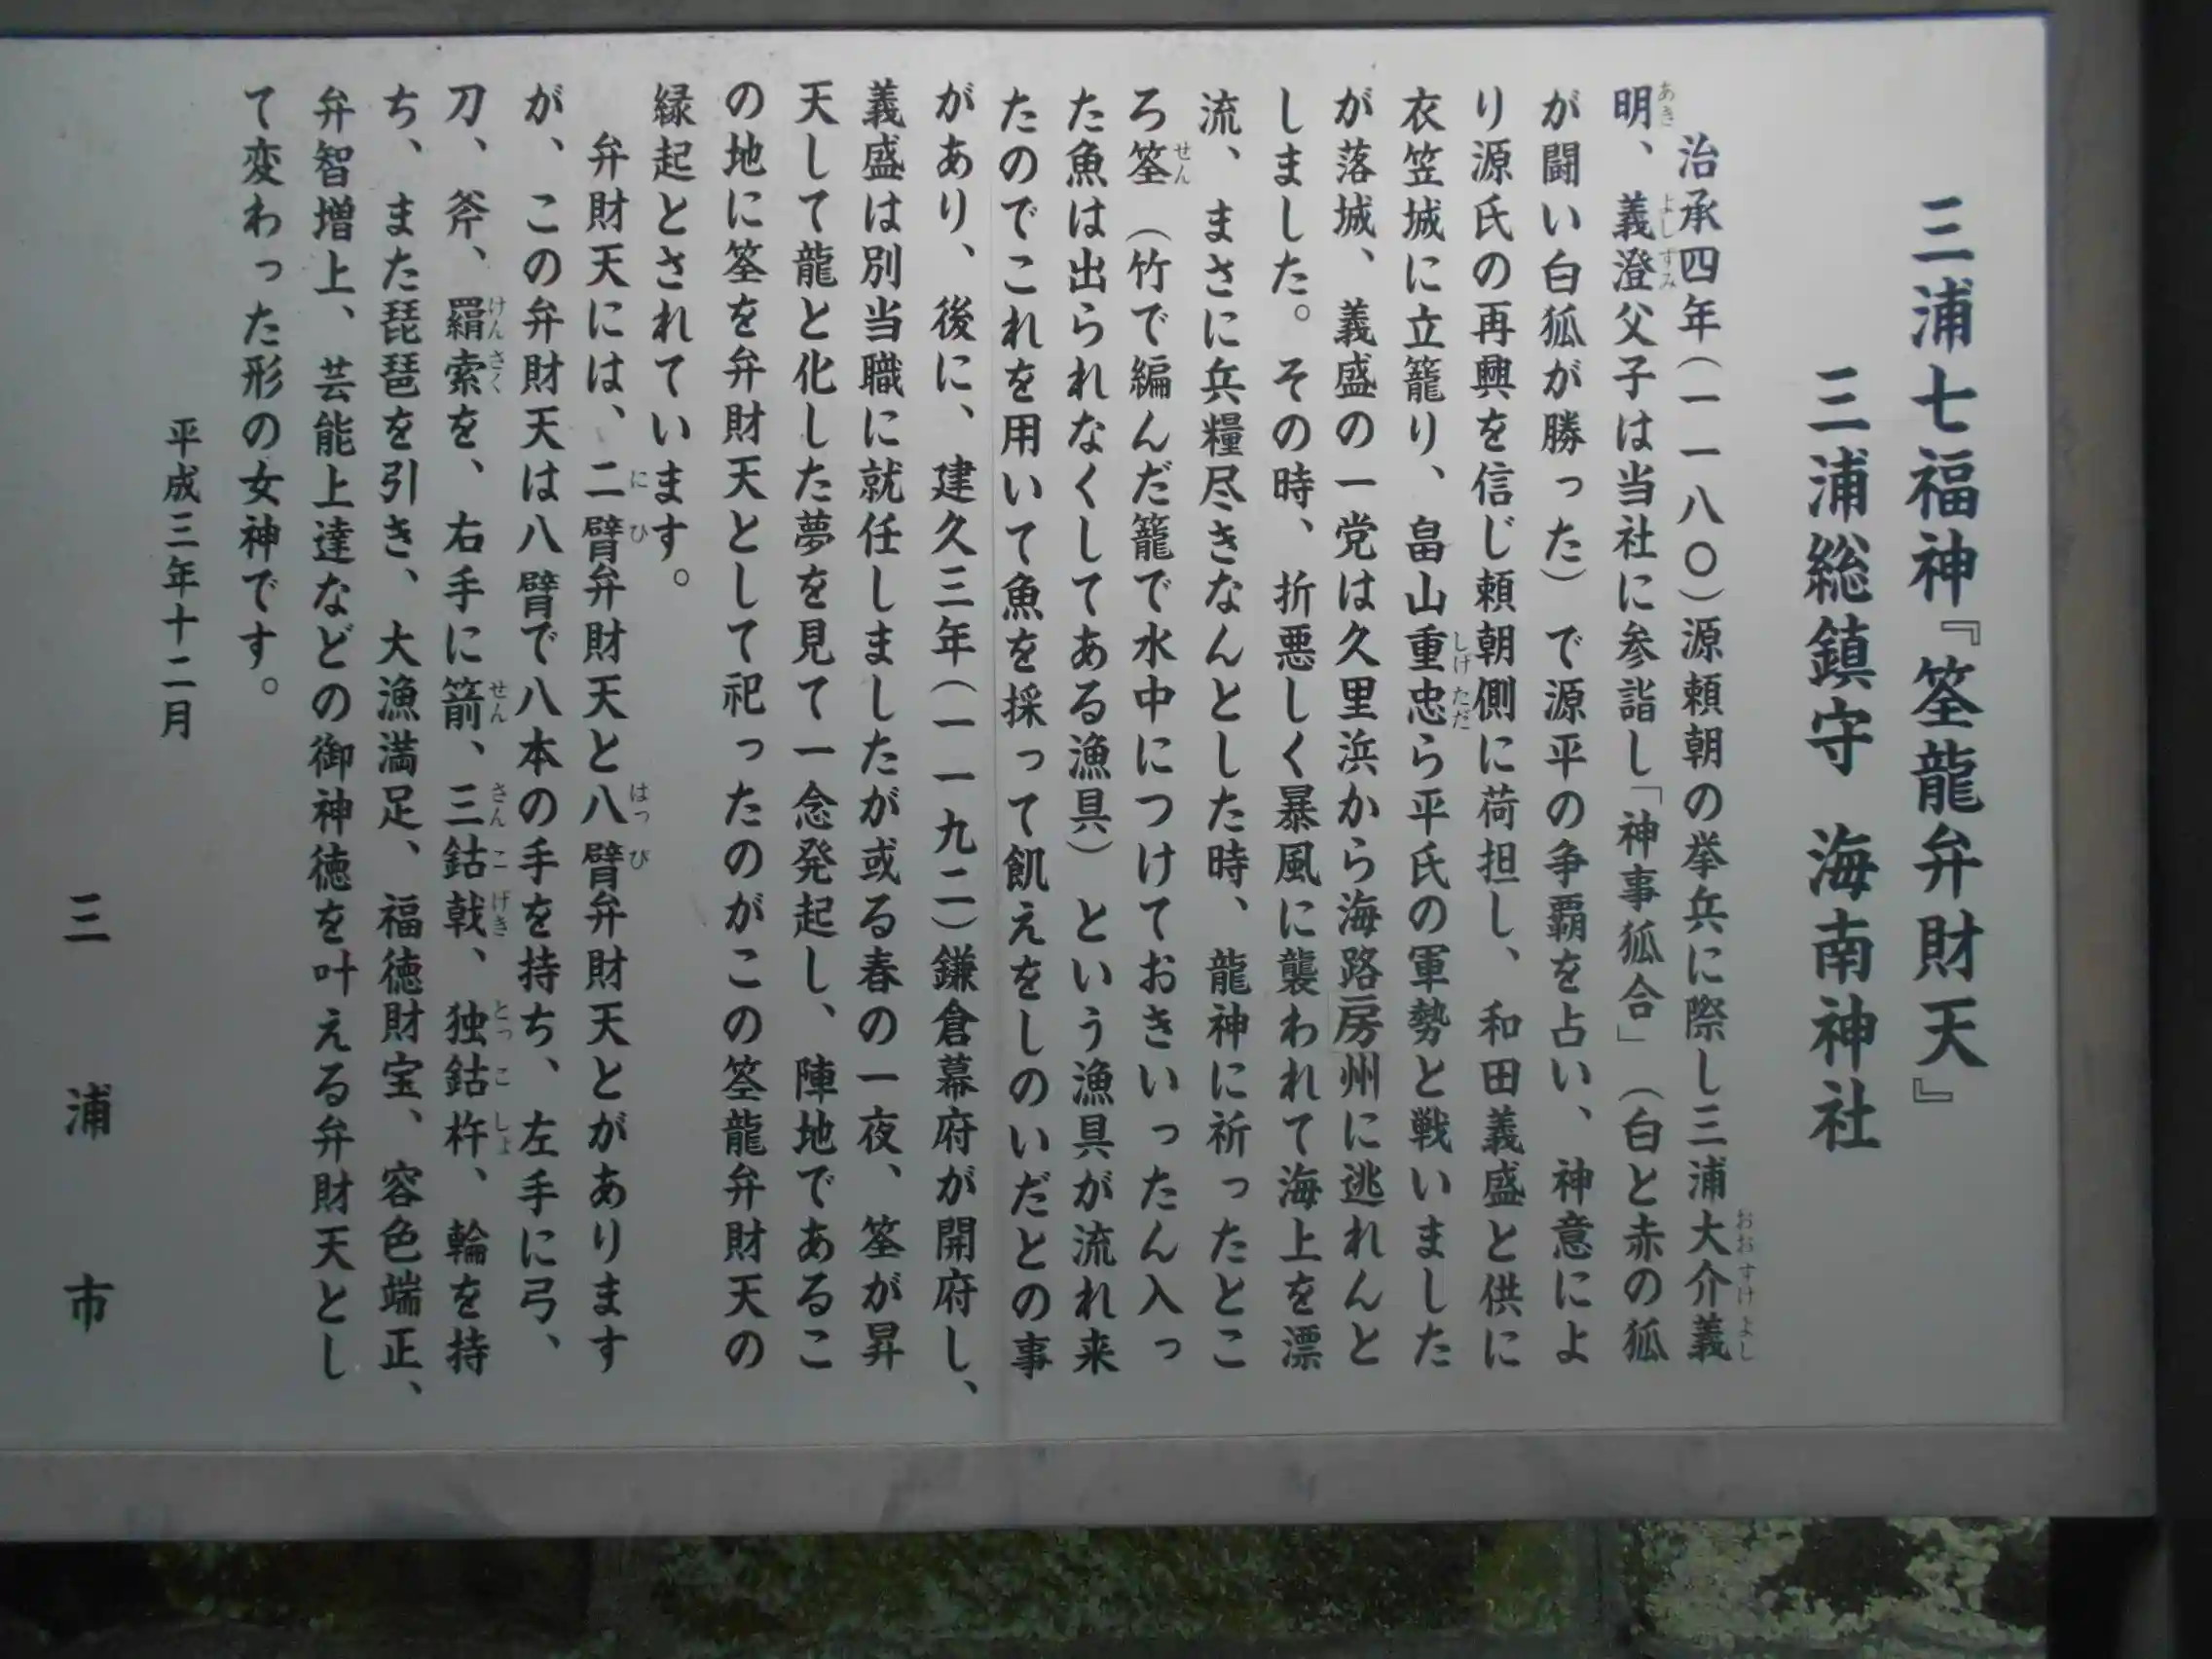 三浦七福神『筌龍弁財天』
三浦総鎮守 海南神社
治承四年(一一八〇)源頼朝の挙兵に際し三浦大介義
明、義澄父子は当社に参詣し「神事狐合」(白と赤の狐
が闘い白狐が勝った)で源平の争覇を占い、神意によ
り源氏の再興を信じ頼朝側に荷担し、和田義盛と供に
衣笠城に立籠り、畠山重忠ら平氏の軍勢と戦いました
が落城、義盛の一党は久里浜から海路房州に逃れんと
しました。その時、折悪しく暴風に襲われて海上を漂
流、まさに兵糧尽きなんとした時、龍神に祈ったとこ
ろ筌(竹で編んだ籠で水中につけておきいったん入っ
た魚は出られなくしてある漁具)という漁具が流れ来
たのでこれを用いて魚を採って飢えをしのいだとの事
があり、後に、建久三年(一一九二)鎌倉幕府が開府し、
義盛は別当職に就任しましたが或る春の一夜、筌が昇
天して龍と化した夢を見て一念発起し、陣地であるこ
の地に筌を弁財天として祀ったのがこの筌龍弁財天の
縁起とされています。
弁財天には、二臂弁財天と八臂弁財天とがあります
が、この弁財天は八臂で八本の手を持ち、左手に弓、
刀、斧、羂索を、右手に箭、三鈷戟、独鈷杵、輪を持
ち、また琵琶を引き、大漁満足、福徳財宝、容色端正、
弁智増上、芸能上達などの御神徳を叶える弁財天とし
て変わった形の女神です。
平成三年十二月
三浦市